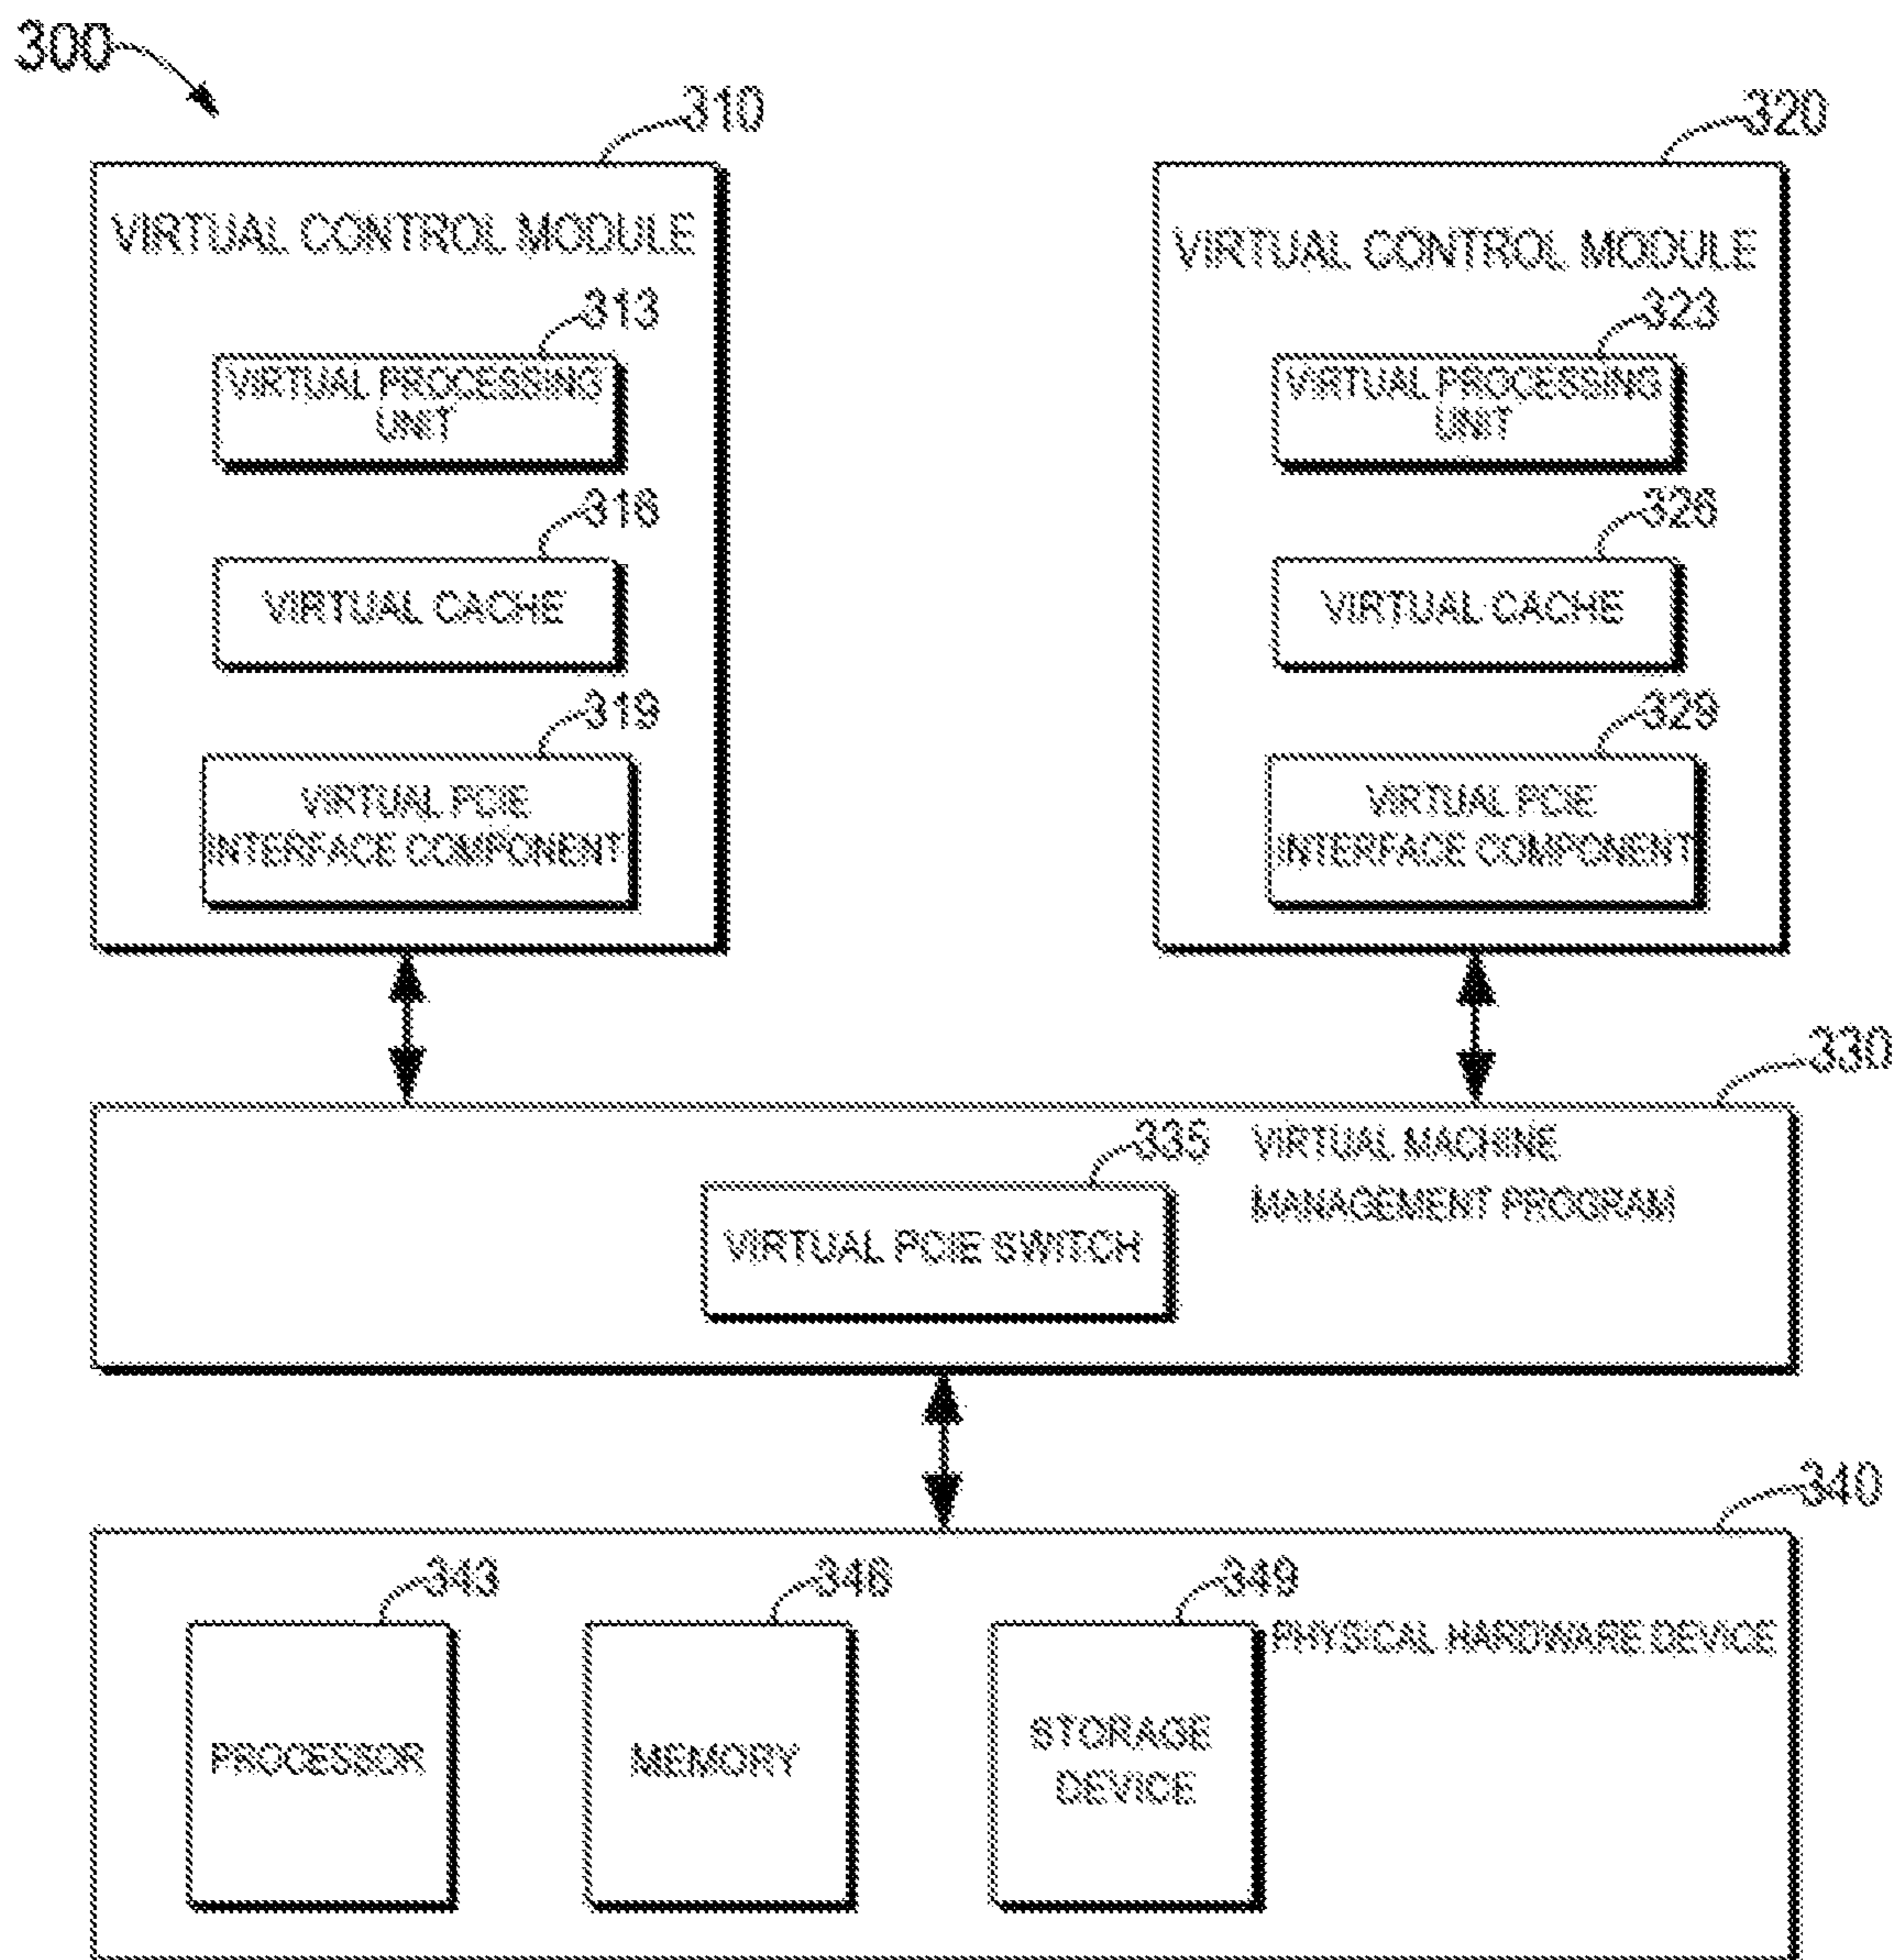 300
310
VIRTUAL CONTROL MODULE
313
VIRTUAL PROCESSING
UNIT
316
VIRTUAL CACHE
319
VIRTUAL PCIE
INTERFACE COMPONENT
320
VIRTUAL CONTROL MODULE
323
VIRTUAL PROCESSING
UNIT
326
VIRTUAL CACHE
329
VIRTUAL PCIE
INTERFACE COMPONENT
330
VIRTUAL MACHINE
MANAGEMENT PROGRAM
335
VIRTUAL PCIE SWITCH
340
PHYSICAL HARDWARE DEVICE
343
PROCESSOR
346
MEMORY
349
STORAGE
DEVICE